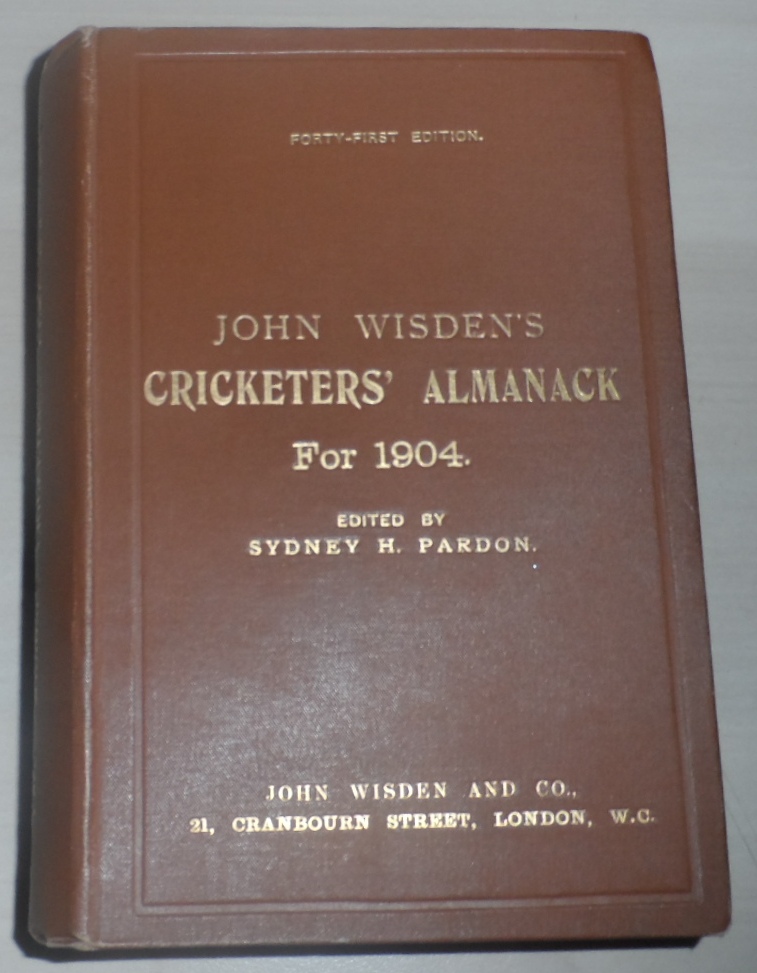 FORTY-FIRST EDITION.
JOHN WISDEN'S
CRICKETERS' ALMANACK
For 1904.
EDITED BY
SYDNEY H. PARDON.
JOHN WISDEN AND CO.,
21, CRANBOURN STREET, LONDON, W.C.